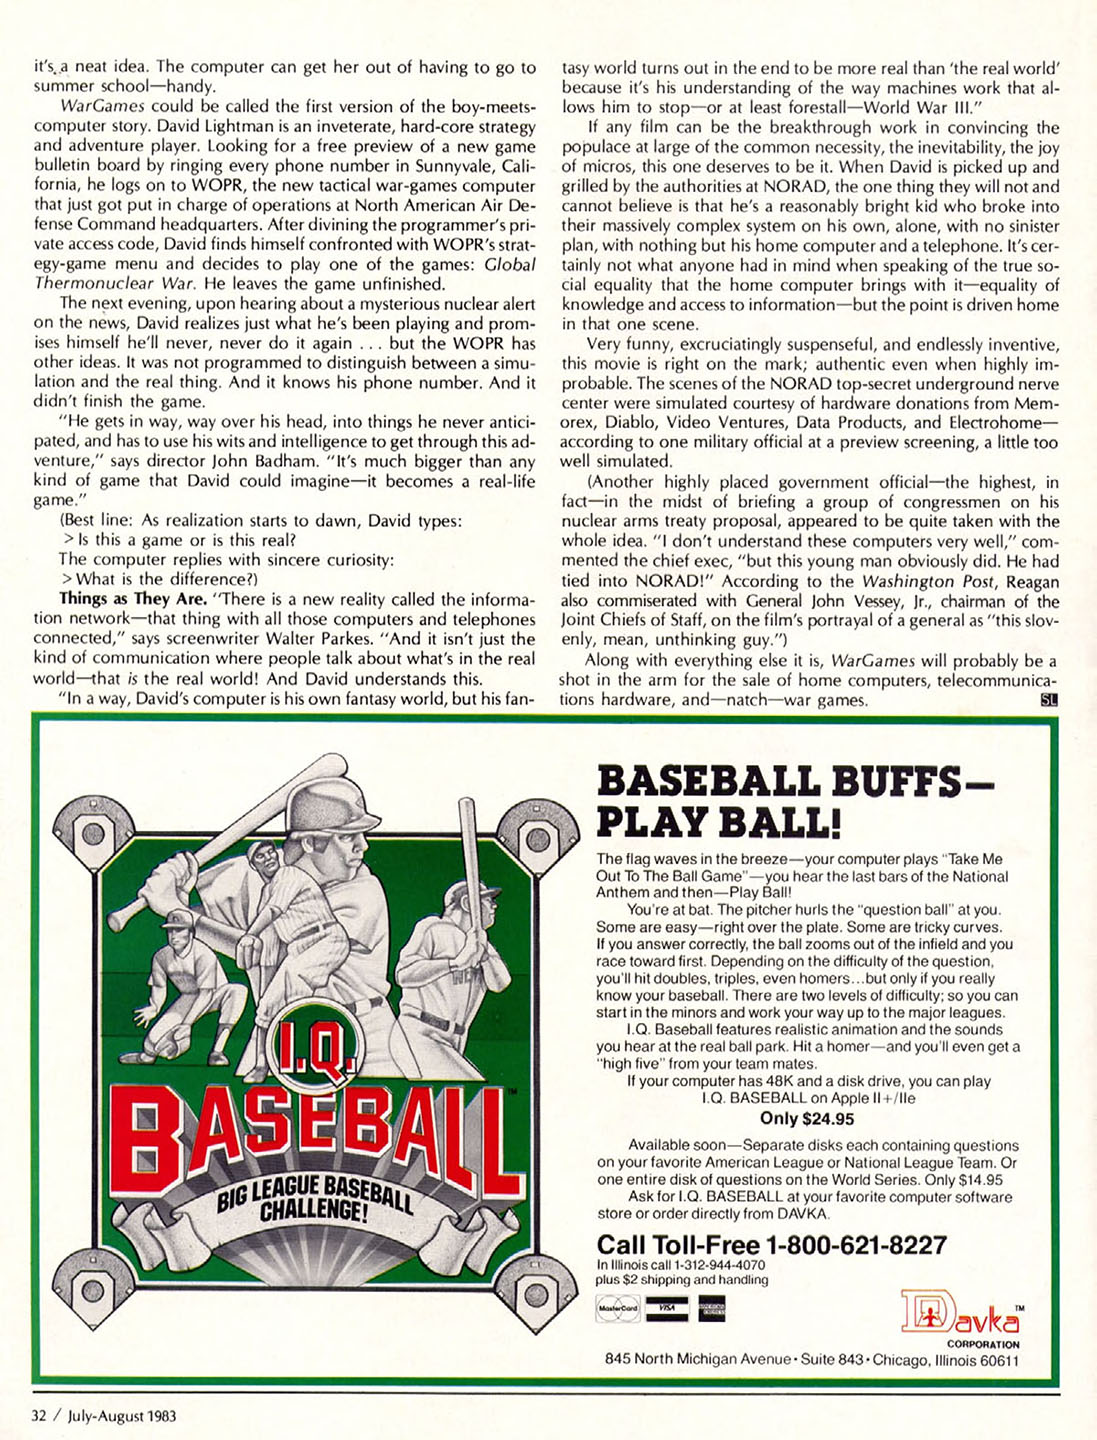 it's a neat idea. The computer can get her out of having to go to
summer school—handy.
WarGames could be called the first version of the boy-meets-
computer story. David Lightman is an inveterate, hard-core strategy
and adventure player. Looking for a free preview of a new game
bulletin board by ringing every phone number in Sunnyvale, Cali-
fornia, he logs on to WOPR, the new tactical war-games computer
that just got put in charge of operations at North American Air De-
fense Command headquarters. After divining the programmer's pri-
vate access code, David finds himself confronted with WOPR's strat-
egy-game menu and decides to play one of the games: Global
Thermonuclear War. He leaves the game unfinished.
The next evening, upon hearing about a mysterious nuclear alert
on the news, David realizes just what he's been playing and prom-
ises himself he'll never, never do it again . . . but the WOPR has
other ideas. It was not programmed to distinguish between a simu-
lation and the real thing. And it knows his phone number. And it
didn't finish the game.
"He gets in way, way over his head, into things he never antici-
pated, and has to use his wits and intelligence to get through this ad-
venture," says director John Badham. "It's much bigger than any
kind of game that David could imagine—it becomes a real-life
game."
(Best line: As realization starts to dawn, David types:
>Is this a game or is this real?
The computer replies with sincere curiosity:
>What is the difference?)
Things as They Are. "There is a new reality called the informa-
tion network—that thing with all those computers and telephones
connected," says screenwriter Walter Parkes. "And it isn't just the
kind of communication where people talk about what's in the real
world—that is the real world! And David understands this.
"In a way, David's computer is his own fantasy world, but his fan-
tasy world turns out in the end to be more real than 'the real world'
because it's his understanding of the way machines work that al-
lows him to stop—or at least forestall—World War III."
If any film can be the breakthrough work in convincing the
populace at large of the common necessity, the inevitability, the joy
of micros, this one deserves to be it. When David is picked up and
grilled by the authorities at NORAD, the one thing they will not and
cannot believe is that he's a reasonably bright kid who broke into
their massively complex system on his own, alone, with no sinister
plan, with nothing but his home computer and a telephone. It's cer-
tainly not what anyone had in mind when speaking of the true so-
cial equality that the home computer brings with it—equality of
knowledge and access to information—but the point is driven home
in that one scene.
Very funny, excruciatingly suspenseful, and endlessly inventive,
this movie is right on the mark; authentic even when highly im-
probable. The scenes of the NORAD top-secret underground nerve
center were simulated courtesy of hardware donations from Mem-
orex, Diablo, Video Ventures, Data Products, and Electrohome—
according to one military official at a preview screening, a little too
well simulated.
(Another highly placed government official—the highest, in
fact—in the midst of briefing a group of congressmen on his
nuclear arms treaty proposal, appeared to be quite taken with the
whole idea. "I don't understand these computers very well," com-
mented the chief exec, "but this young man obviously did. He had
tied into NORAD!" According to the Washington Post, Reagan
also commiserated with General John Vessey, Jr., chairman of the
Joint Chiefs of Staff, on the film's portrayal of a general as "this slov-
enly, mean, unthinking guy.")
Along with everything else it is, WarGames will probably be a
shot in the arm for the sale of home computers, telecommunica-
tions hardware, and—natch—war games. SL
I.Q.
BASEBALL™
BIG LEAGUE BASEBALL
CHALLENGE!
BASEBALL BUFFS—
PLAY BALL!
The flag waves in the breeze—your computer plays "Take Me
Out To The Ball Game"—you hear the last bars of the National
Anthem and then—Play Ball!
You're at bat. The pitcher hurls the "question ball" at you.
Some are easy—right over the plate. Some are tricky curves.
If you answer correctly, the ball zooms out of the infield and you
race toward first. Depending on the difficulty of the question,
you'll hit doubles, triples, even homers...but only if you really
know your baseball. There are two levels of difficulty; so you can
start in the minors and work your way up to the major leagues.
I.Q. Baseball features realistic animation and the sounds
you hear at the real ball park. Hit a homer—and you'll even get a
"high five" from your team mates.
If your computer has 48K and a disk drive, you can play
I.Q. BASEBALL on Apple II+/IIe
Only $24.95
Available soon—Separate disks each containing questions
on your favorite American League or National League Team. Or
one entire disk of questions on the World Series. Only $14.95
Ask for I.Q. BASEBALL at your favorite computer software
store or order directly from DAVKA.
Call Toll-Free 1-800-621-8227
In Illinois call 1-312-944-4070
plus $2 shipping and handling
MasterCard VISA AMERICAN EXPRESS
Davka™
CORPORATION
845 North Michigan Avenue • Suite 843 • Chicago, Illinois 60611
32 / July-August 1983